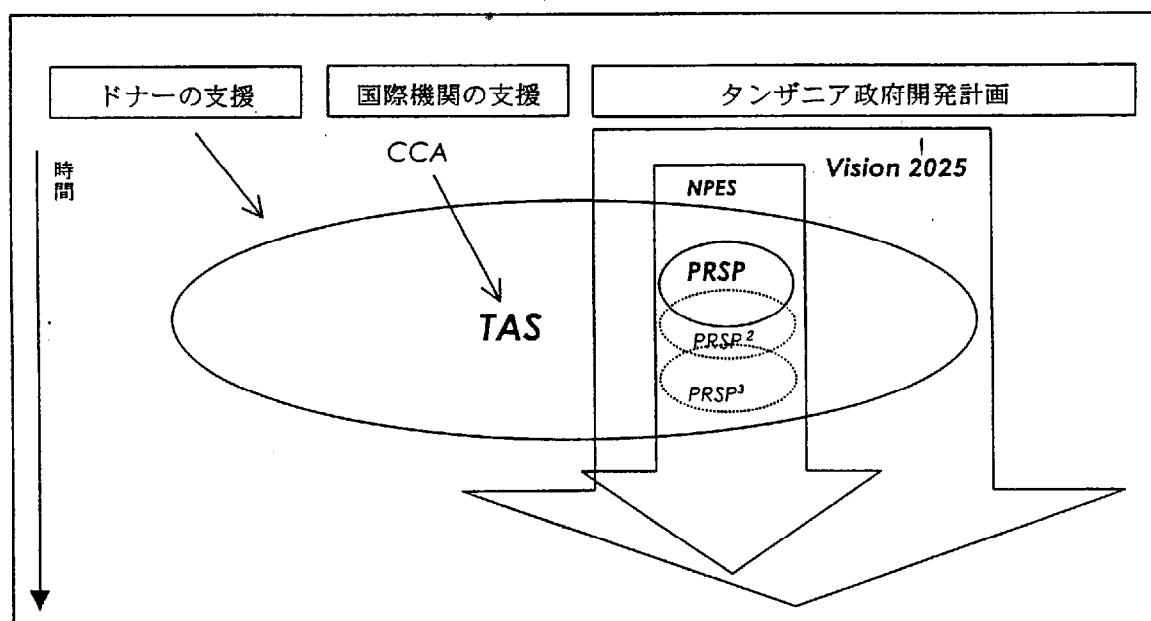 ドナーの支援
国際機関の支援
タンザニア政府開発計画
時間
CCA
Vision 2025
NPES
PRSP
TAS
PRSP²
PRSP³